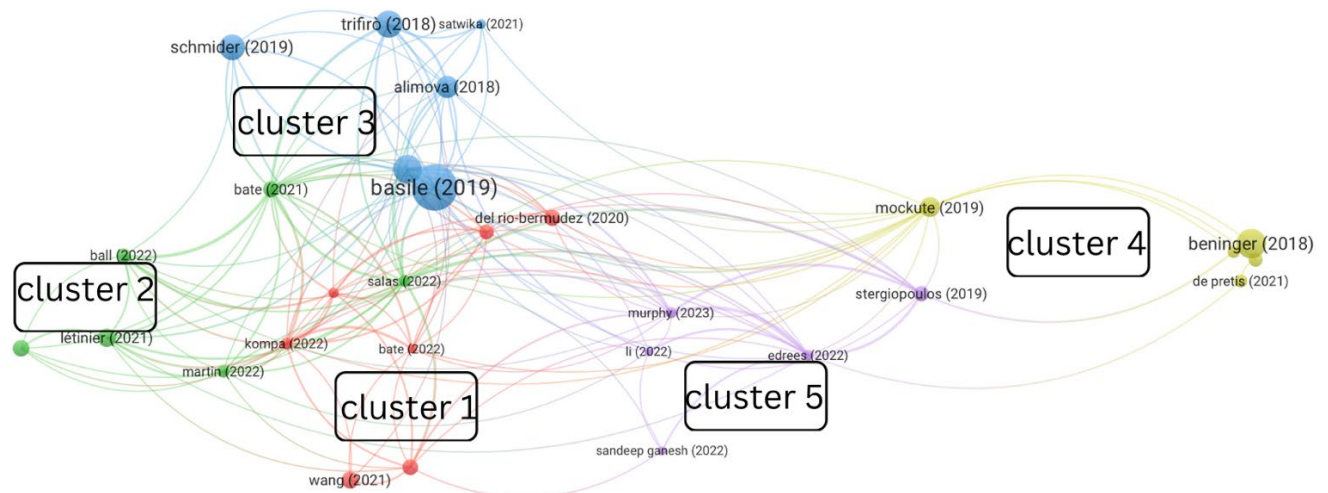 trifirò (2018)
satwika (2021)
schmider (2019)
alimova (2018)
cluster 3
bate (2021)
basile (2019)
del rio-bermudez (2020)
mockute (2019)
cluster 4
beninger (2018)
ball (2022)
cluster 2
salas (2022)
stergiopoulos (2019)
de pretis (2021)
murphy (2023)
létinier (2021)
kompa (2022)
bate (2022)
li (2022)
edrees (2022)
martin (2022)
cluster 1
cluster 5
sandeep ganesh (2022)
wang (2021)